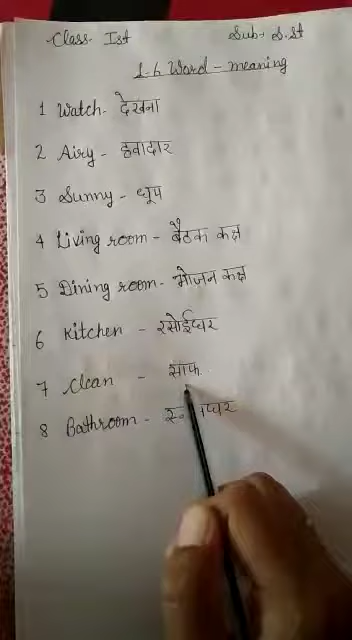 Class- Ist Sub- S.St
L-6 Word - meaning
1 Watch- देखना
2 Airy - हवादार
3 Sunny - धूप
4 Living room - बैठक कक्ष
5 Dining room- भोजन कक्ष
6 Kitchen - रसोईघर
7 Clean - साफ
8 Bathroom -